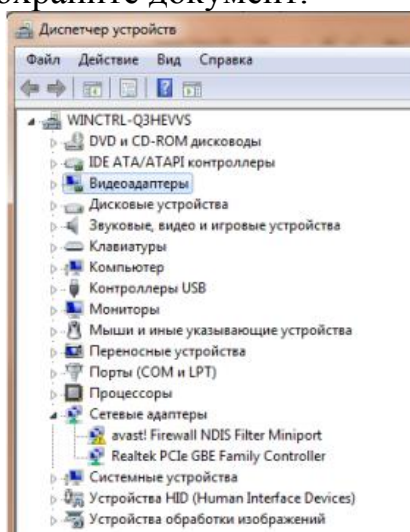 охраните документ.
Диспетчер устройств
Файл Действие Вид Справка
WINCTRL-Q3HEVVS
DVD и CD-ROM дисководы
IDE ATA/ATAPI контроллеры
Видеоадаптеры
Дисковые устройства
Звуковые, видео и игровые устройства
Клавиатуры
Компьютер
Контроллеры USB
Мониторы
Мыши и иные указывающие устройства
Переносные устройства
Порты (COM и LPT)
Процессоры
Сетевые адаптеры
avast! Firewall NDIS Filter Miniport
Realtek PCIe GBE Family Controller
Системные устройства
Устройства HID (Human Interface Devices)
Устройства обработки изображений